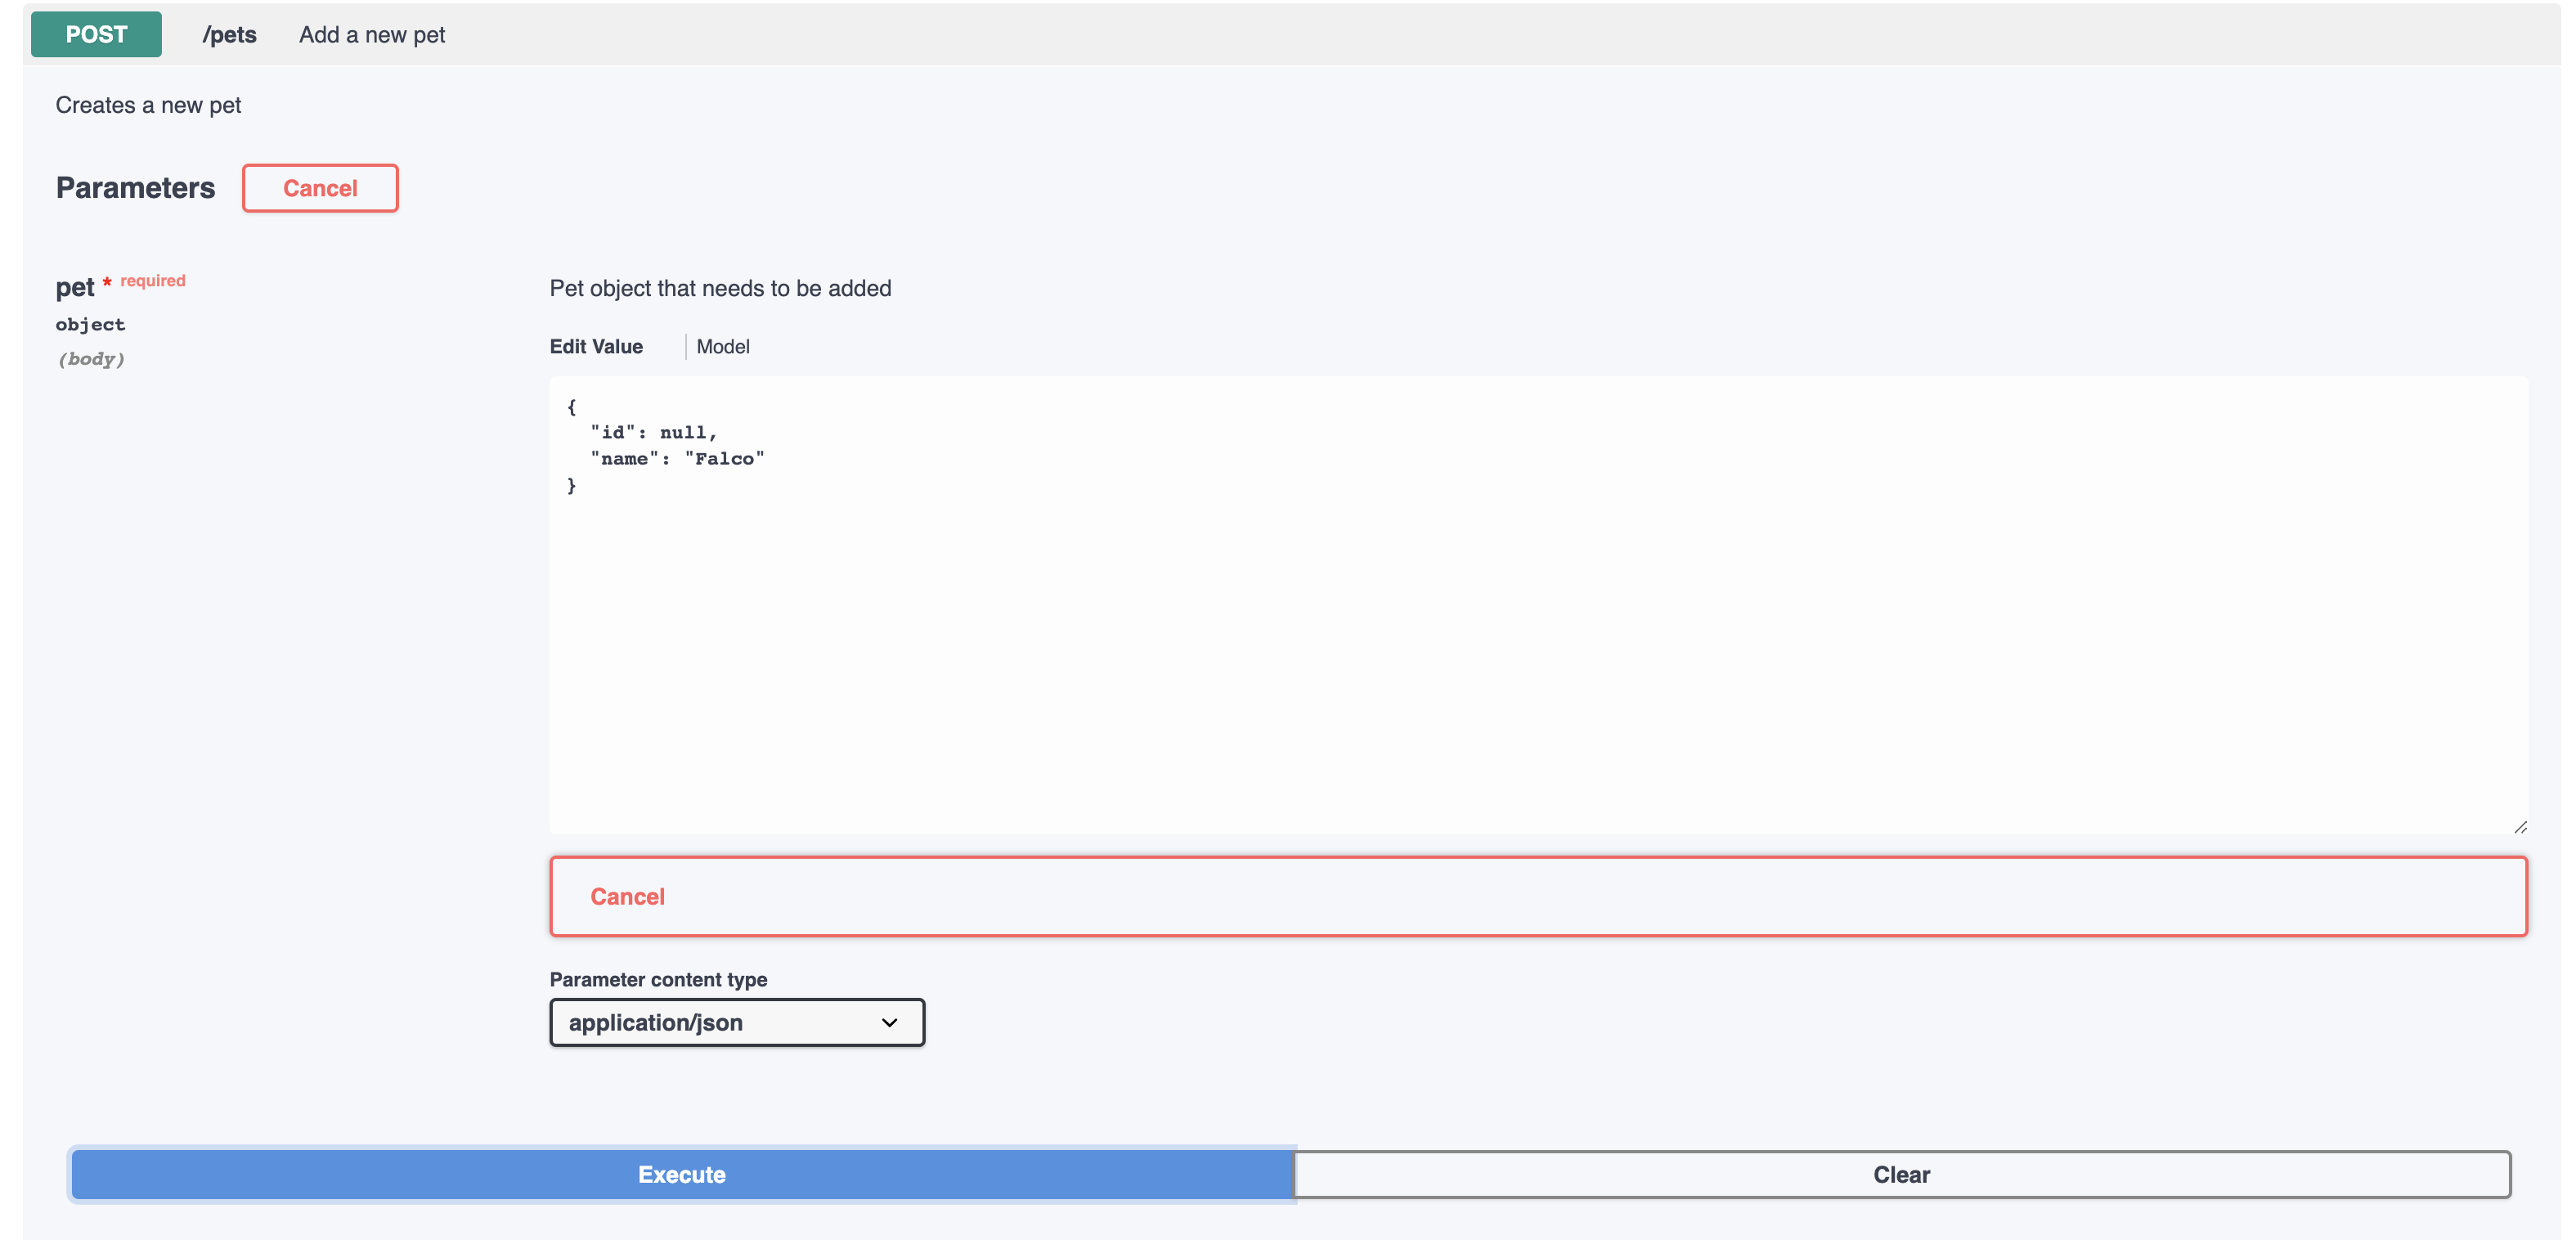 POST /pets Add a new pet
Creates a new pet
Parameters Cancel
pet * required
object
(body)
Pet object that needs to be added
Edit Value Model
{
  "id": null,
  "name": "Falco"
}
Cancel
Parameter content type
application/json
Execute Clear